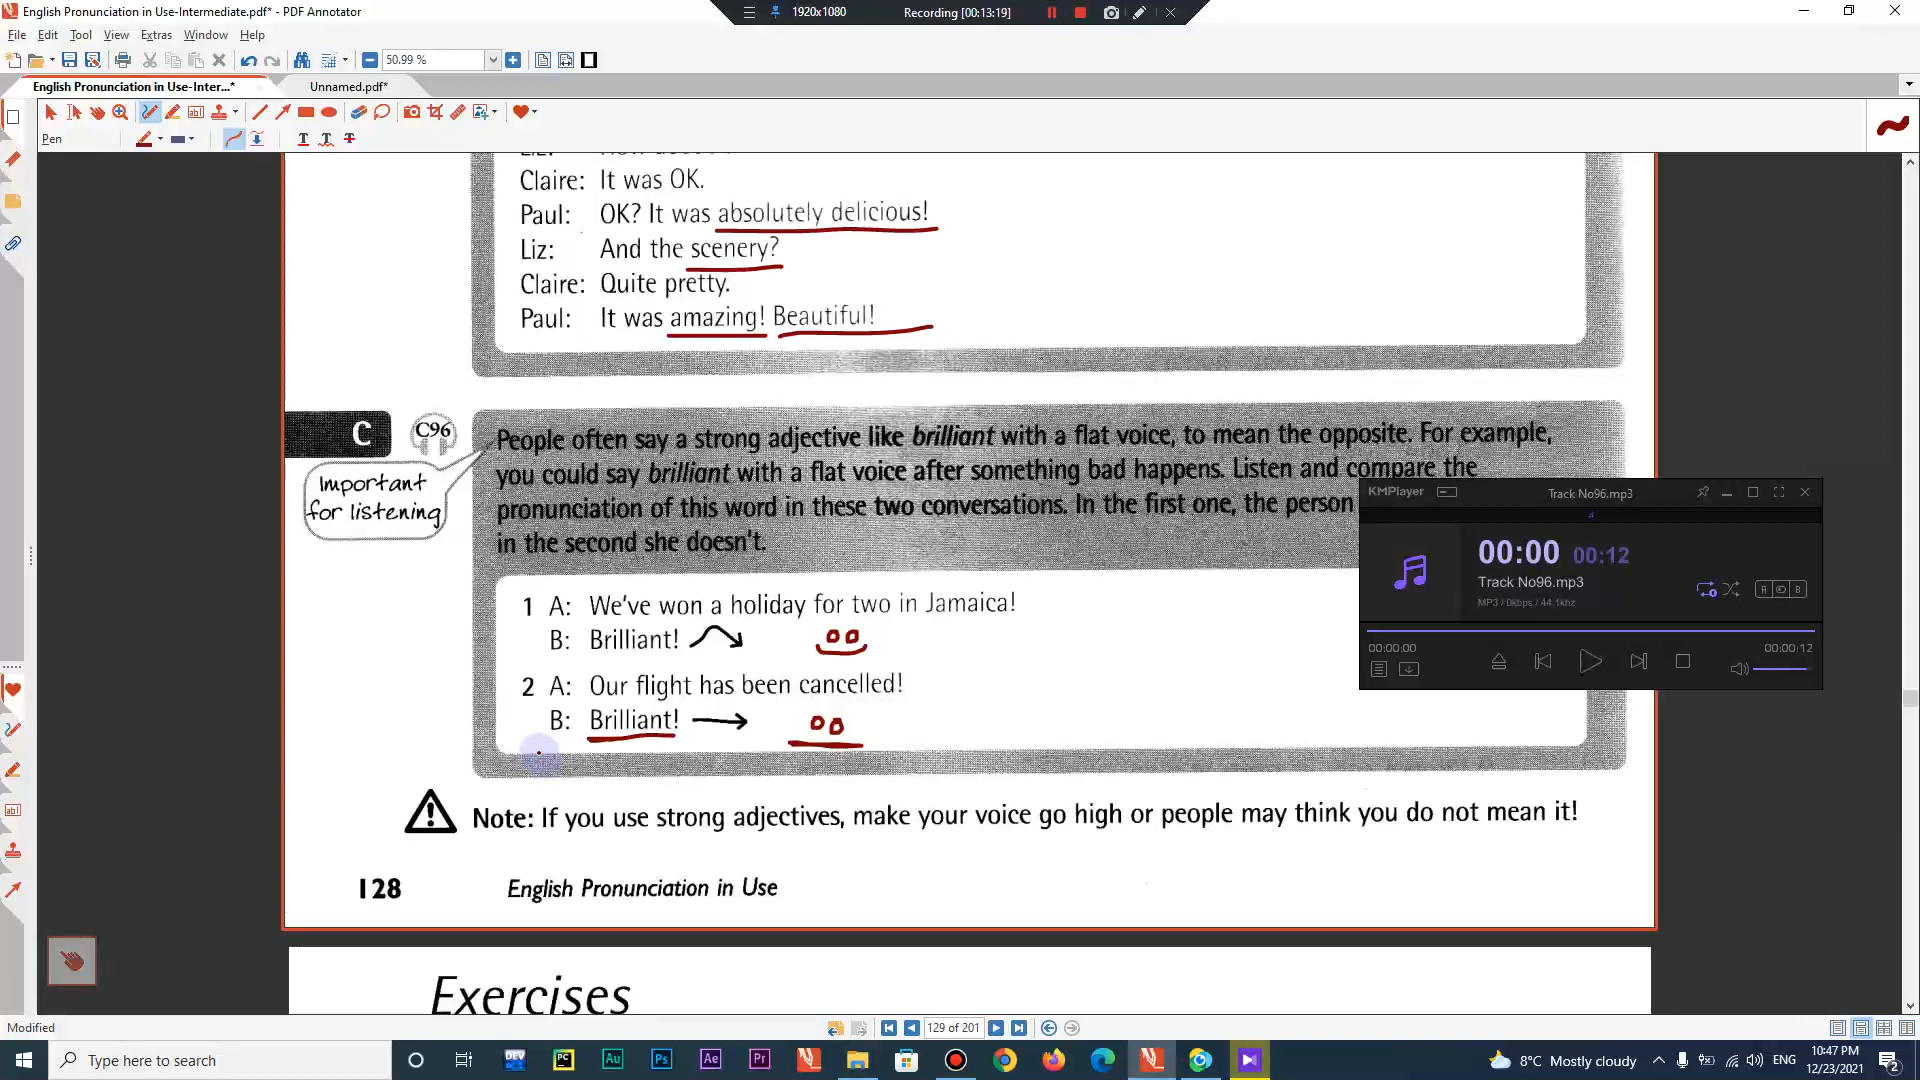 English Pronunciation in Use-Intermediate.pdf* - PDF Annotator
1920x1080
Recording [00:13:19]
File Edit Tool View Extras Window Help
50.99 %
English Pronunciation in Use-Inter...*
Unnamed.pdf*
Pen
Claire: It was OK.
Paul: OK? It was absolutely delicious!
Liz: And the scenery?
Claire: Quite pretty.
Paul: It was amazing! Beautiful!
C
C96
Important
for listening
People often say a strong adjective like brilliant with a flat voice, to mean the opposite. For example,
you could say brilliant with a flat voice after something bad happens. Listen and compare the
pronunciation of this word in these two conversations. In the first one, the person
in the second she doesn't.
1 A: We've won a holiday for two in Jamaica!
B: Brilliant!
2 A: Our flight has been cancelled!
B: Brilliant!
KMPlayer
Track No96.mp3
00:00 00:12
Track No96.mp3
MP3 / 0kbps / 44.1khz
A B
00:00:00
00:00:12
Note: If you use strong adjectives, make your voice go high or people may think you do not mean it!
128
English Pronunciation in Use
Exercises
Modified
129 of 201
Type here to search
8°C Mostly cloudy
ENG
10:47 PM
12/23/2021
2